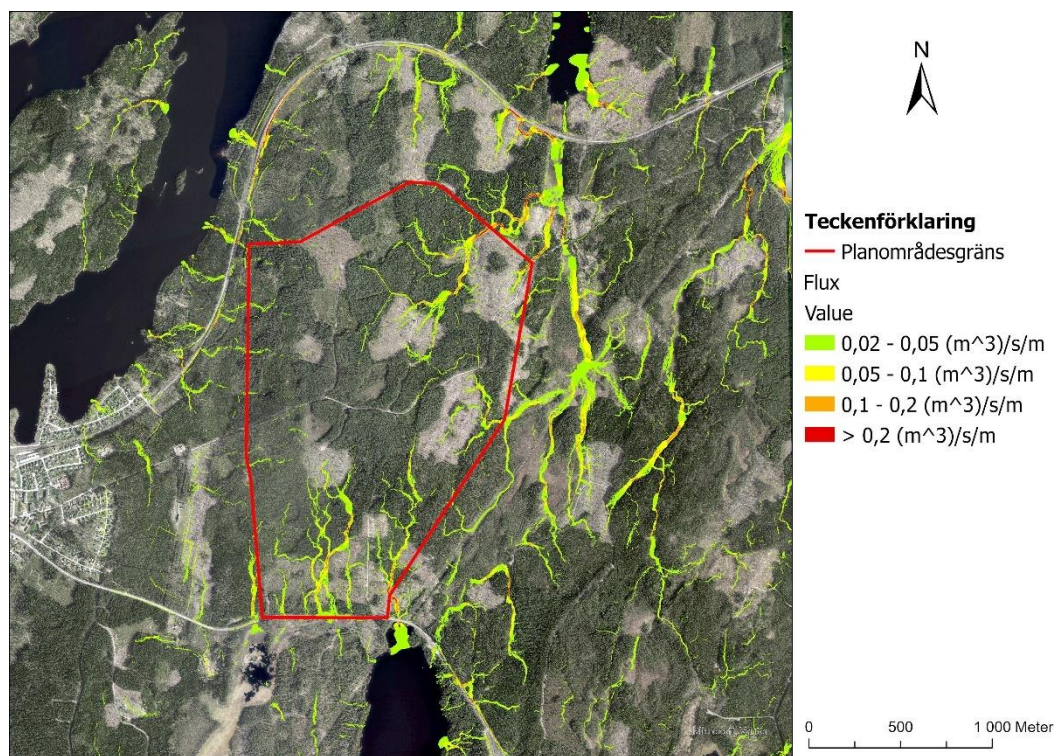 N
Teckenförklaring
Planområdesgräns
Flux
Value
0,02 - 0,05 (m^3)/s/m
0,05 - 0,1 (m^3)/s/m
0,1 - 0,2 (m^3)/s/m
> 0,2 (m^3)/s/m
0 500 1 000 Meter